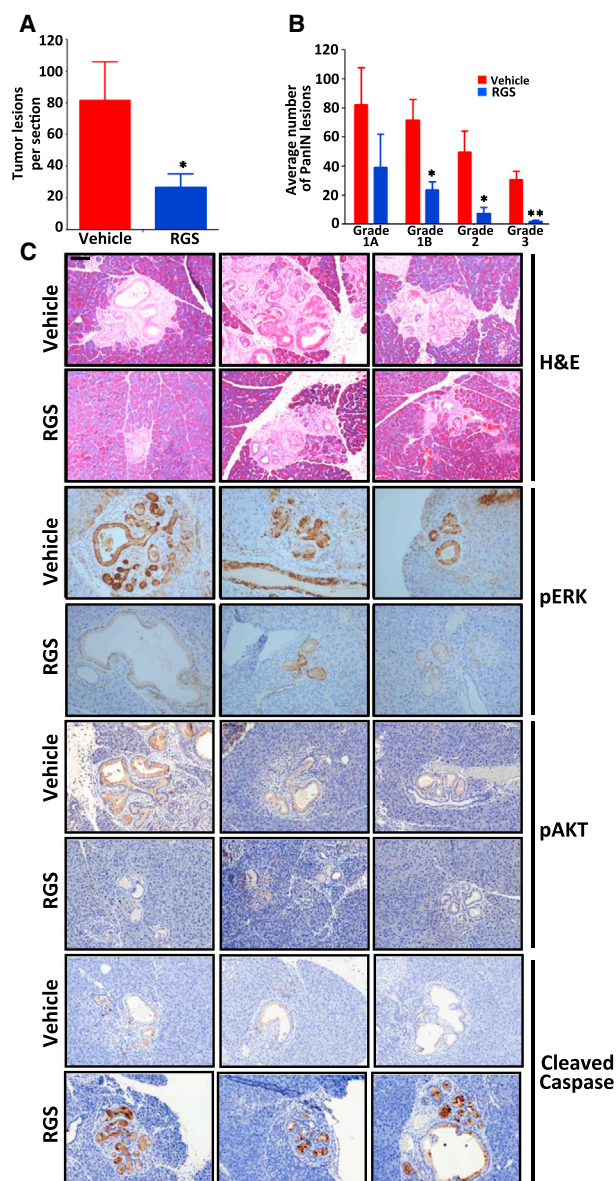 A
Tumor lesions
per section
120
100
80
60
40
20
0
*
Vehicle
RGS
B
Average number
of PanIN lesions
120
100
80
60
40
20
0
Vehicle
RGS
*
*
**
Grade
1A
Grade
1B
Grade
2
Grade
3
C
Vehicle
RGS
H&E
Vehicle
RGS
pERK
Vehicle
RGS
pAKT
Vehicle
RGS
Cleaved
Caspase